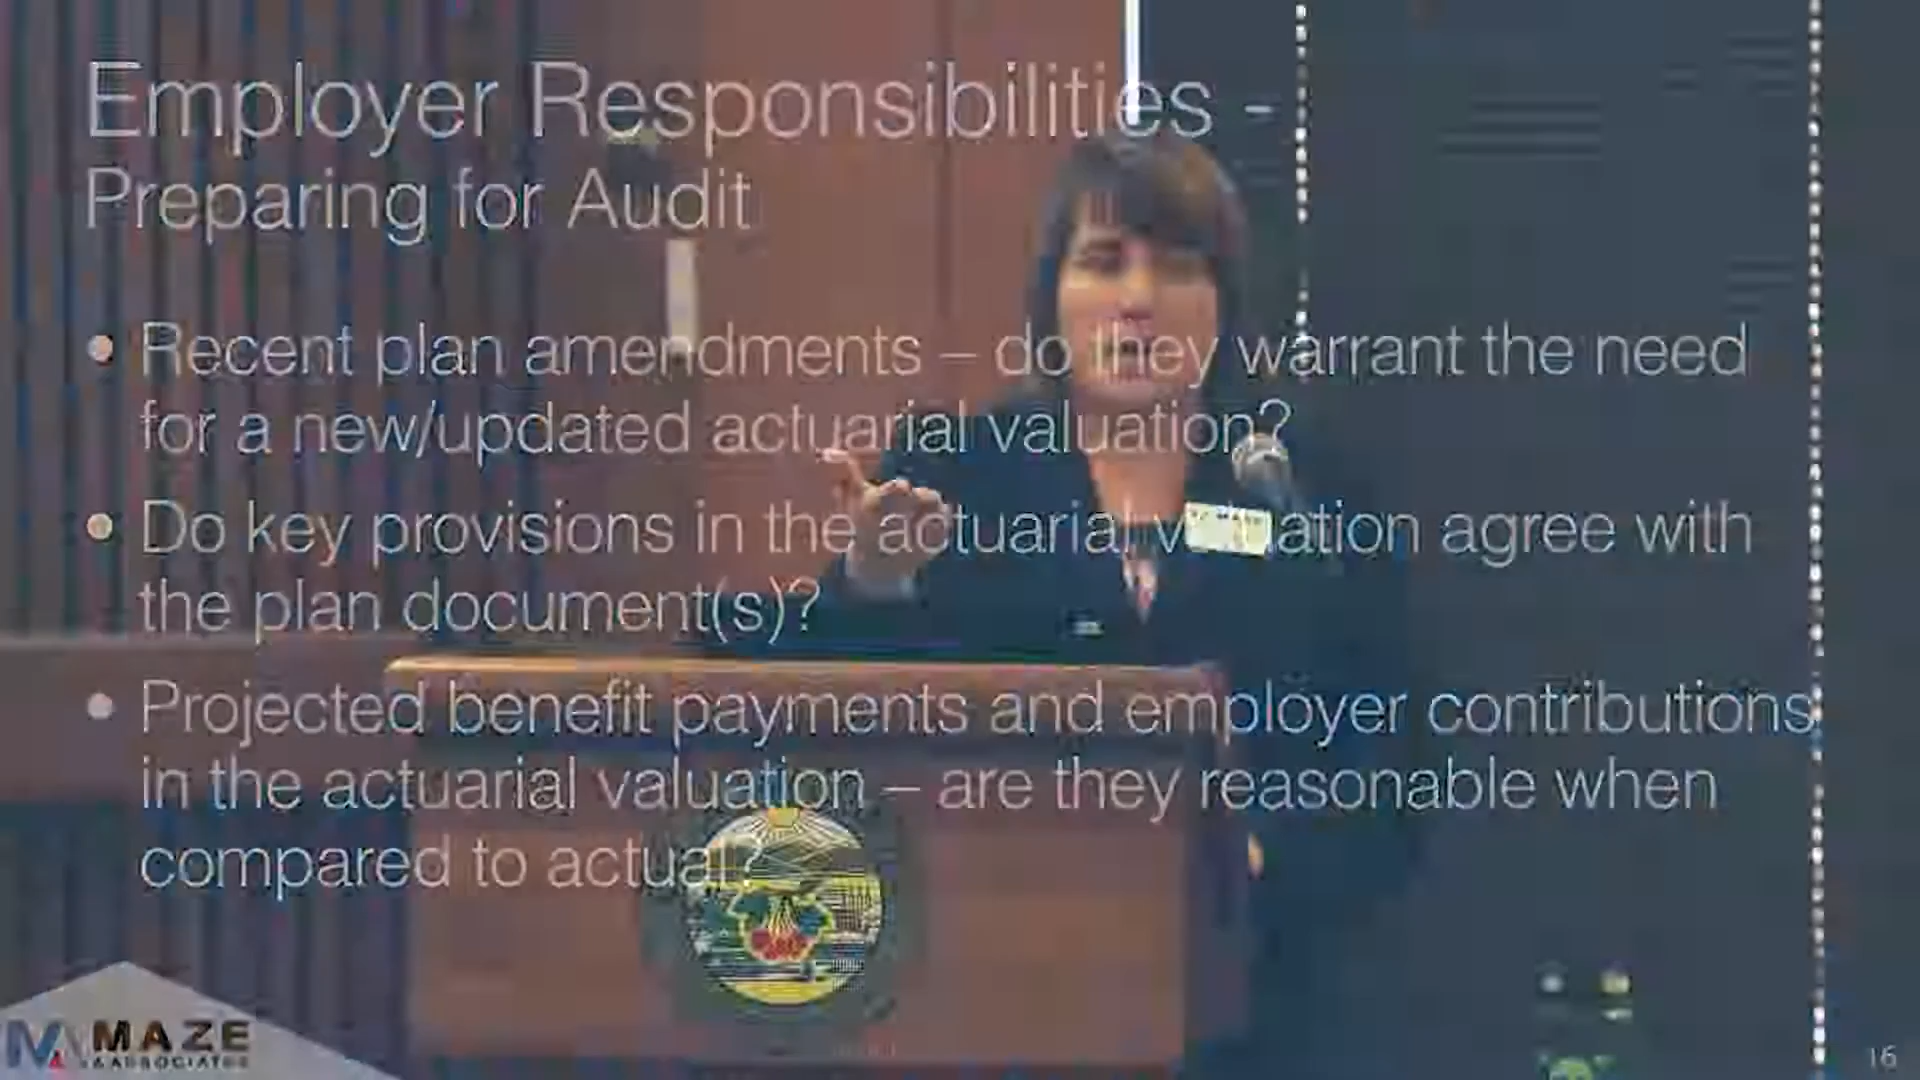 Employer Responsibilities -
Preparing for Audit
• Recent plan amendments – do they warrant the need
for a new/updated actuarial valuation?
• Do key provisions in the actuarial valuation agree with
the plan document(s)?
• Projected benefit payments and employer contributions
in the actuarial valuation – are they reasonable when
compared to actual?
MAZE
& ASSOCIATES
16